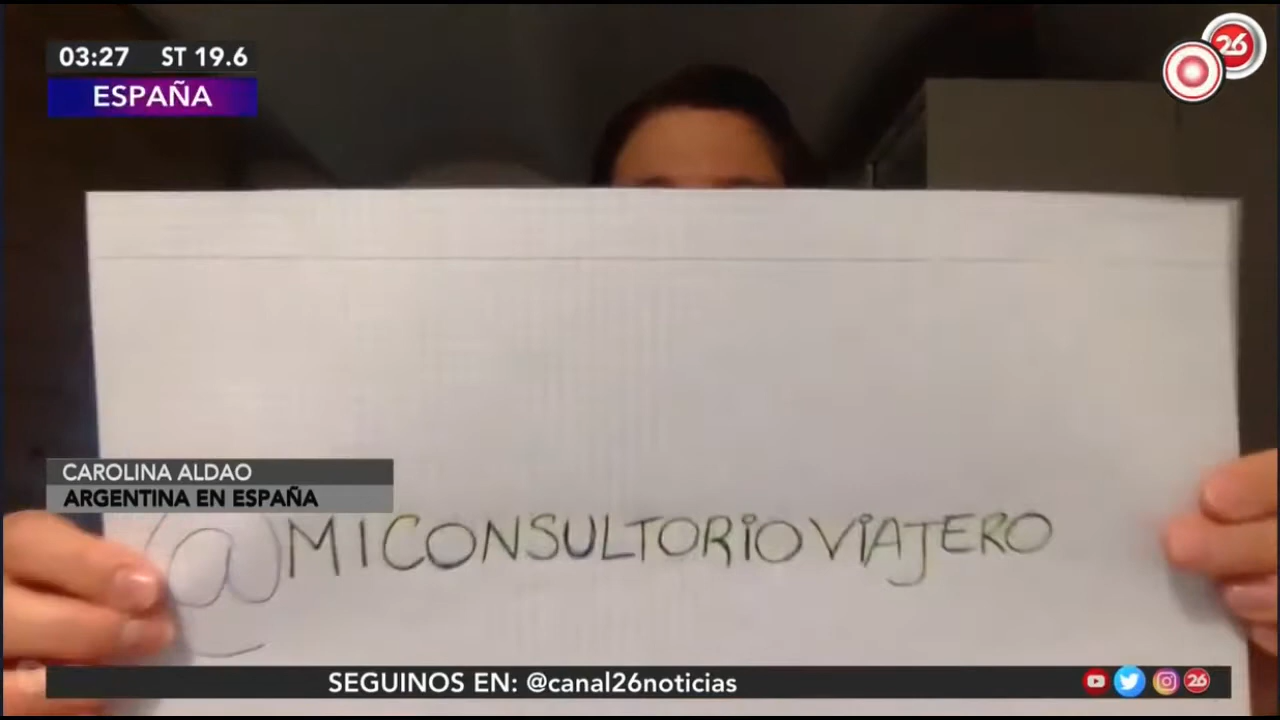 03:27 ST 19.6
26
ESPAÑA
CAROLINA ALDAO
ARGENTINA EN ESPAÑA
@MICONSULTORIOVIAJERO
SEGUINOS EN: @canal26noticias
26